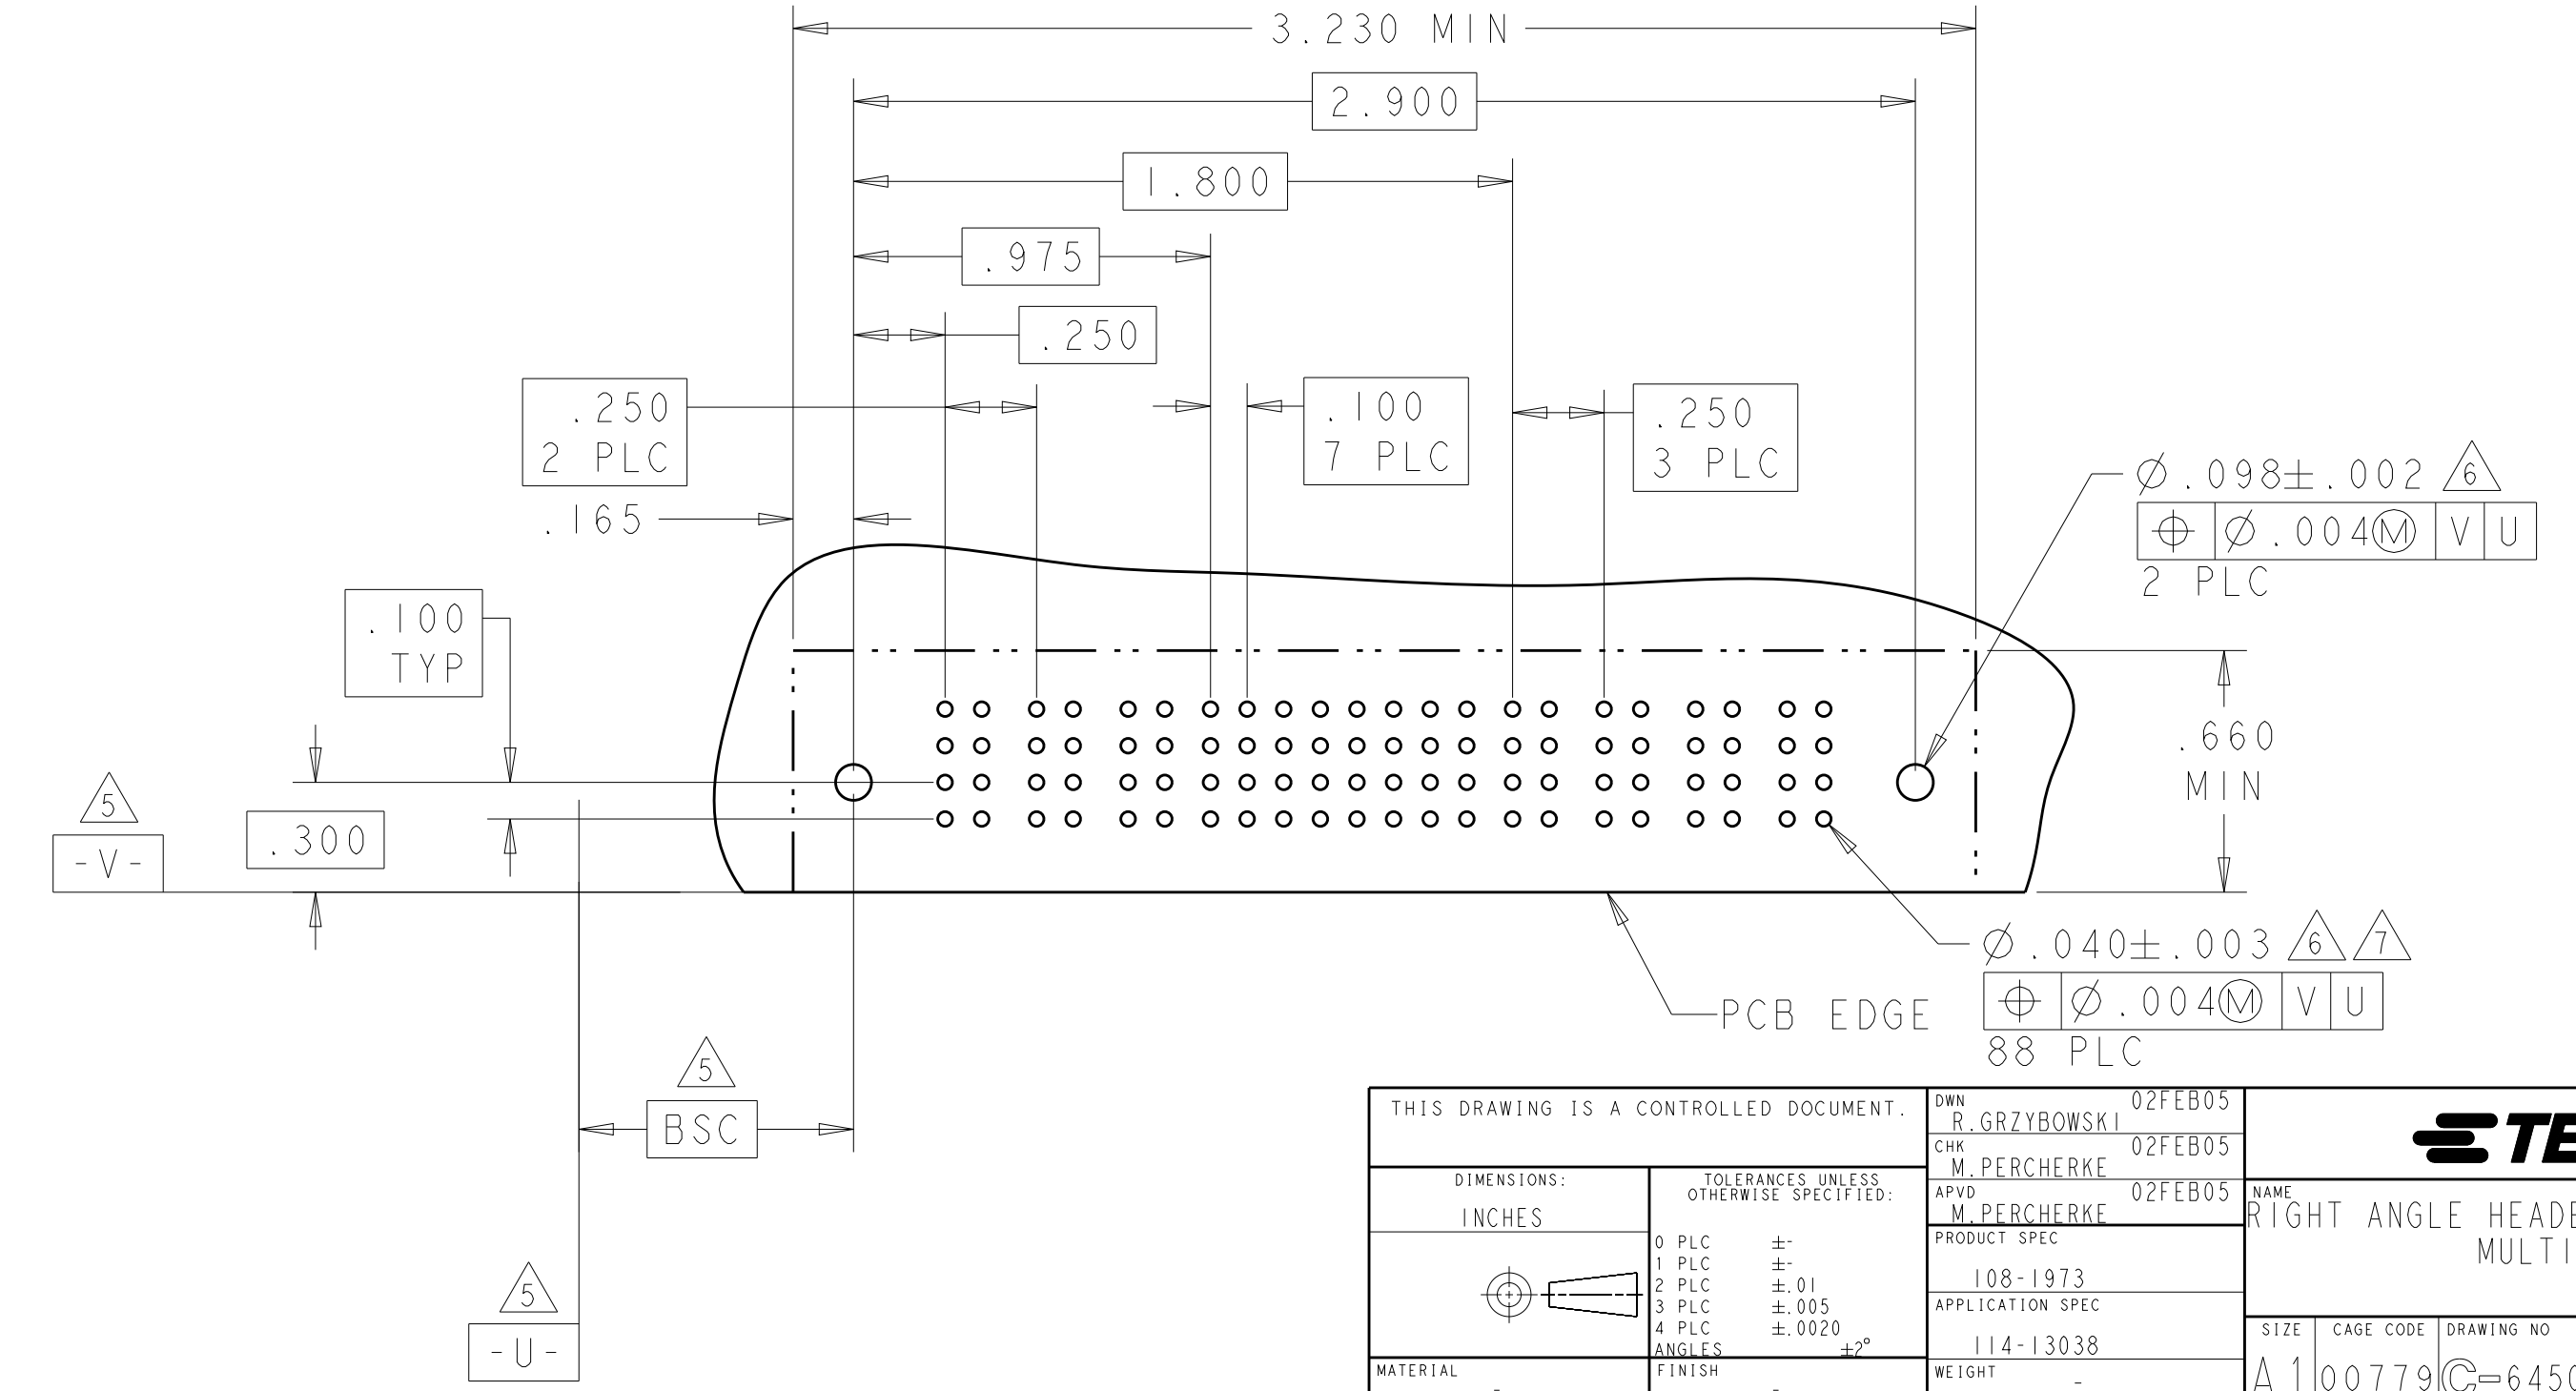 3.230 MIN
2.900
1.800
.975
.250
.250
2 PLC
.100
7 PLC
.250
3 PLC
.165
Ø.098±.002 6
⌖ Ø.004Ⓜ V U
2 PLC
.100
TYP
.660
MIN
5
-V-
.300
Ø.040±.003 6 7
⌖ Ø.004Ⓜ V U
88 PLC
PCB EDGE
5
BSC
5
-U-
THIS DRAWING IS A CONTROLLED DOCUMENT.
DIMENSIONS:
INCHES
TOLERANCES UNLESS
OTHERWISE SPECIFIED:
0 PLC ±-
1 PLC ±-
2 PLC ±.01
3 PLC ±.005
4 PLC ±.0020
ANGLES ±2°
MATERIAL
-
FINISH
-
DWN 02FEB05
R.GRZYBOWSKI
CHK 02FEB05
M.PERCHERKE
APVD 02FEB05
M.PERCHERKE
PRODUCT SPEC
108-1973
APPLICATION SPEC
114-13038
WEIGHT
-
TE
NAME
RIGHT ANGLE HEADE
MULTI
SIZE
A1
CAGE CODE
00779
DRAWING NO
C-645